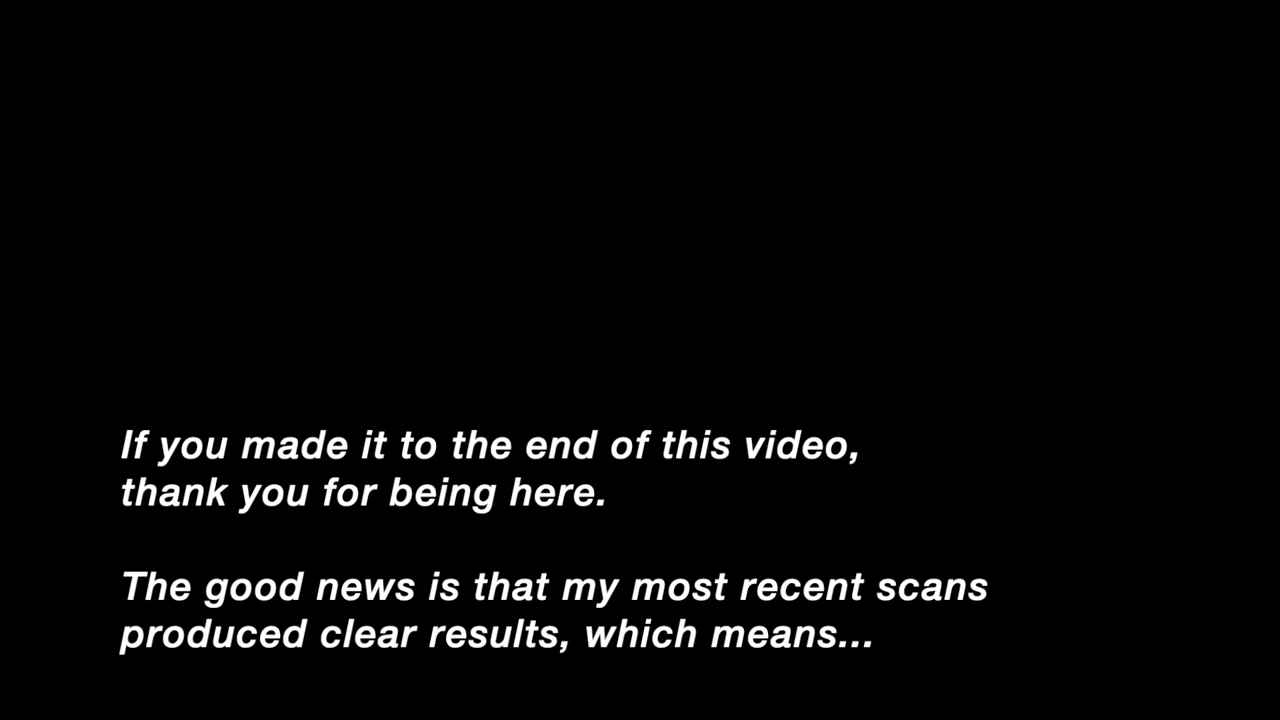 If you made it to the end of this video,
thank you for being here.
The good news is that my most recent scans
produced clear results, which means...